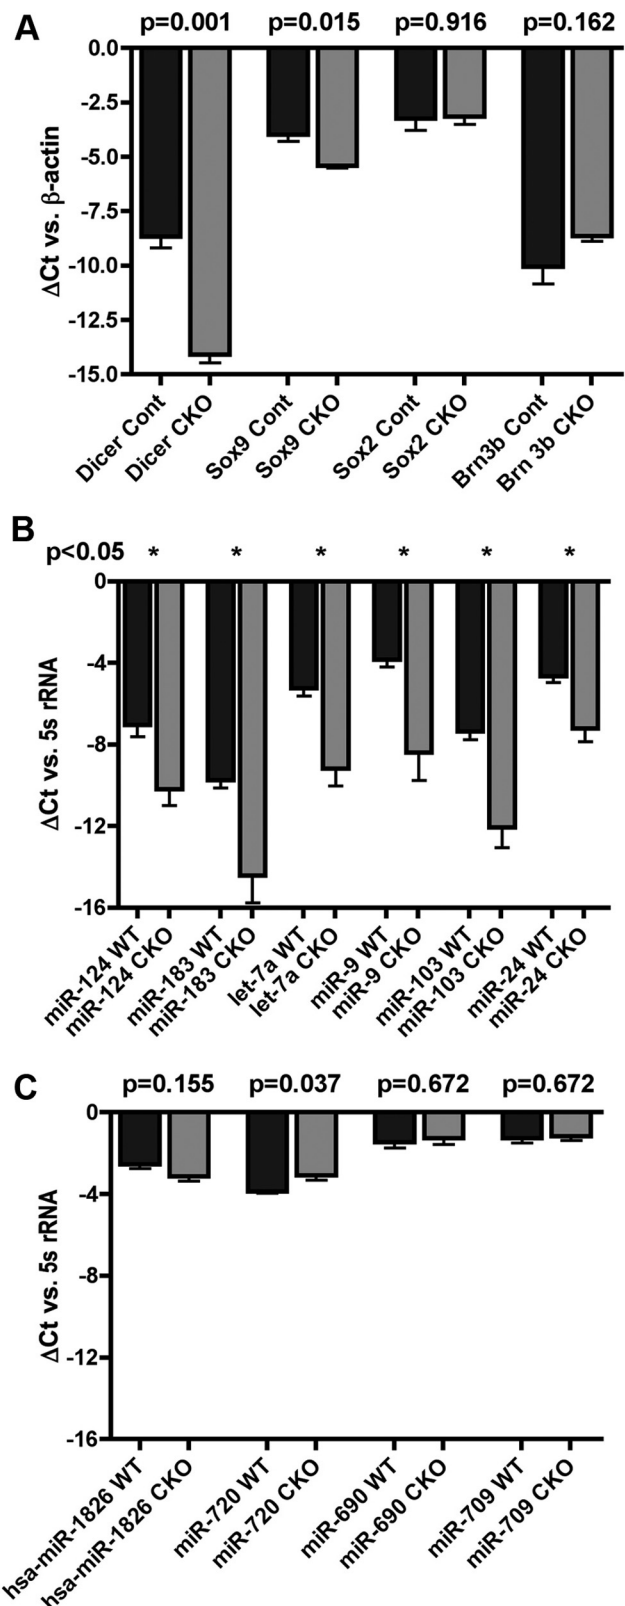 A
p=0.001 p=0.015 p=0.916 p=0.162
ΔCt vs. β-actin
0.0
-2.5
-5.0
-7.5
-10.0
-12.5
-15.0
Dicer Cont
Dicer CKO
Sox9 Cont
Sox9 CKO
Sox2 Cont
Sox2 CKO
Brn3b Cont
Brn 3b CKO
B
p<0.05 * * * * * *
ΔCt vs. 5s rRNA
0
-4
-8
-12
-16
miR-124 WT
miR-124 CKO
miR-183 WT
miR-183 CKO
let-7a WT
let-7a CKO
miR-9 WT
miR-9 CKO
miR-103 WT
miR-103 CKO
miR-24 WT
miR-24 CKO
C
p=0.155 p=0.037 p=0.672 p=0.672
ΔCt vs. 5s rRNA
0
-4
-8
-12
-16
hsa-miR-1826 WT
hsa-miR-1826 CKO
miR-720 WT
miR-720 CKO
miR-690 WT
miR-690 CKO
miR-709 WT
miR-709 CKO